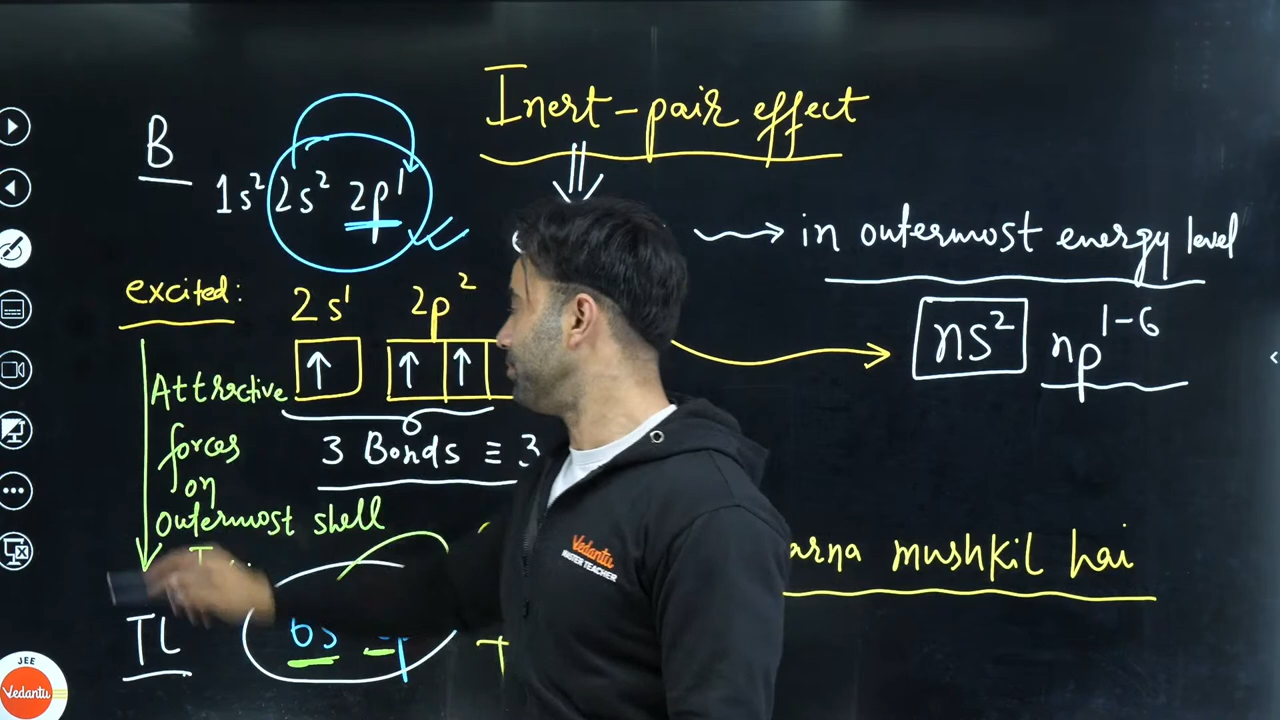 Inert-pair effect
B
1s² 2s² 2p¹
in outermost energy level
excited: 2s¹ 2p²
ns² np¹⁻⁶
↑ ↑ ↑
Attractive
forces
on
outermost shell
3 Bonds ≡ 3
mushkil hai
TL 6s
Vedantu
MASTER TEACHER
JEE
Vedantu